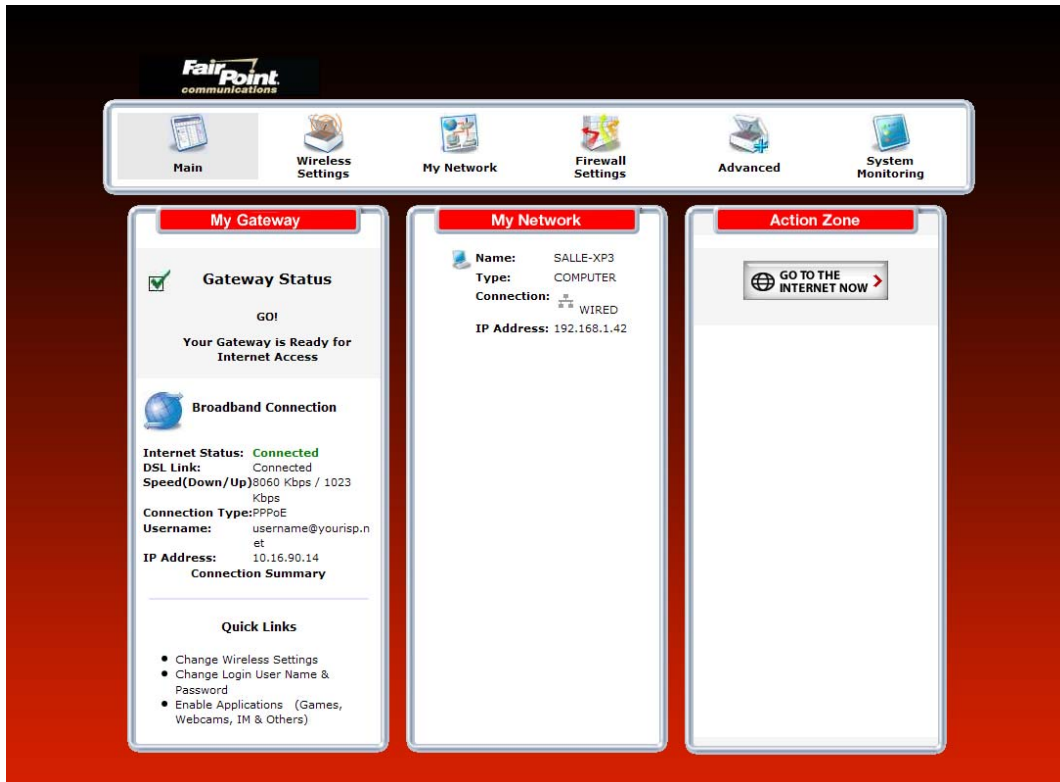 Fair
Point.
communications
Main
Wireless
Settings
My Network
Firewall
Settings
Advanced
System
Monitoring
My Gateway
Gateway Status
GO!
Your Gateway is Ready for
Internet Access
Broadband Connection
Internet Status: Connected
DSL Link: Connected
Speed(Down/Up)8060 Kbps / 1023
Kbps
Connection Type:PPPoE
Username: username@yourisp.n
et
IP Address: 10.16.90.14
Connection Summary
Quick Links
Change Wireless Settings
Change Login User Name &
Password
Enable Applications (Games,
Webcams, IM & Others)
My Network
Name: SALLE-XP3
Type: COMPUTER
Connection:
WIRED
IP Address: 192.168.1.42
Action Zone
GO TO THE
INTERNET NOW